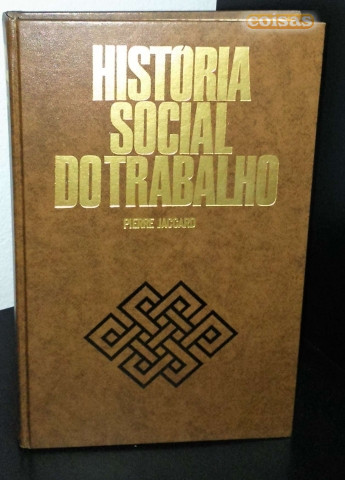 coisas
HISTÓRIA
SOCIAL
DO TRABALHO
PIERRE JACCARD